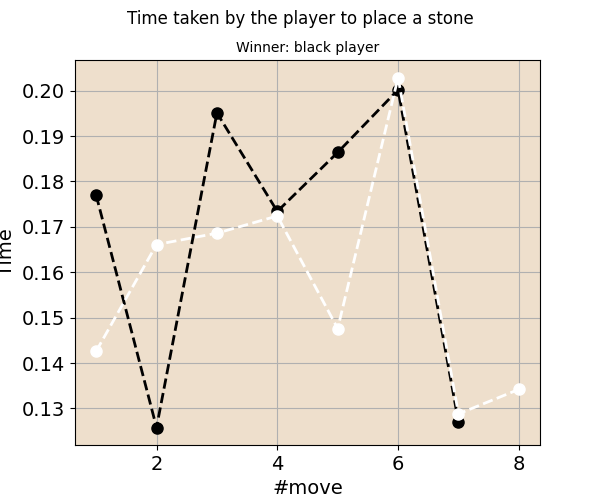 Time taken by the player to place a stone
Winner: black player
0.20
0.19
0.18
0.17
0.16
0.15
0.14
0.13
Time
2 4 6 8
#move